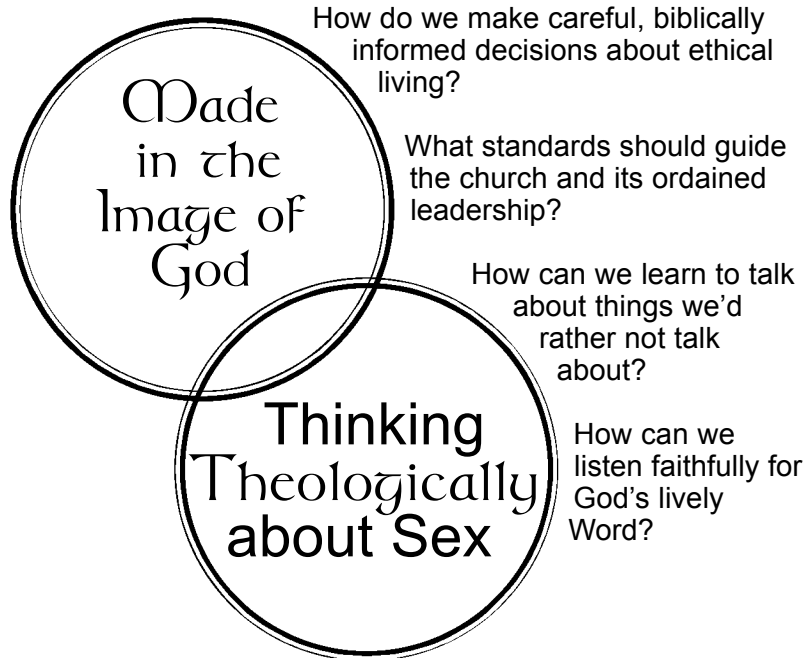 Made
in the
Image of
God
How do we make careful, biblically
informed decisions about ethical
living?
What standards should guide
the church and its ordained
leadership?
How can we learn to talk
about things we’d
rather not talk
about?
Thinking
Theologically
about Sex
How can we
listen faithfully for
God’s lively
Word?